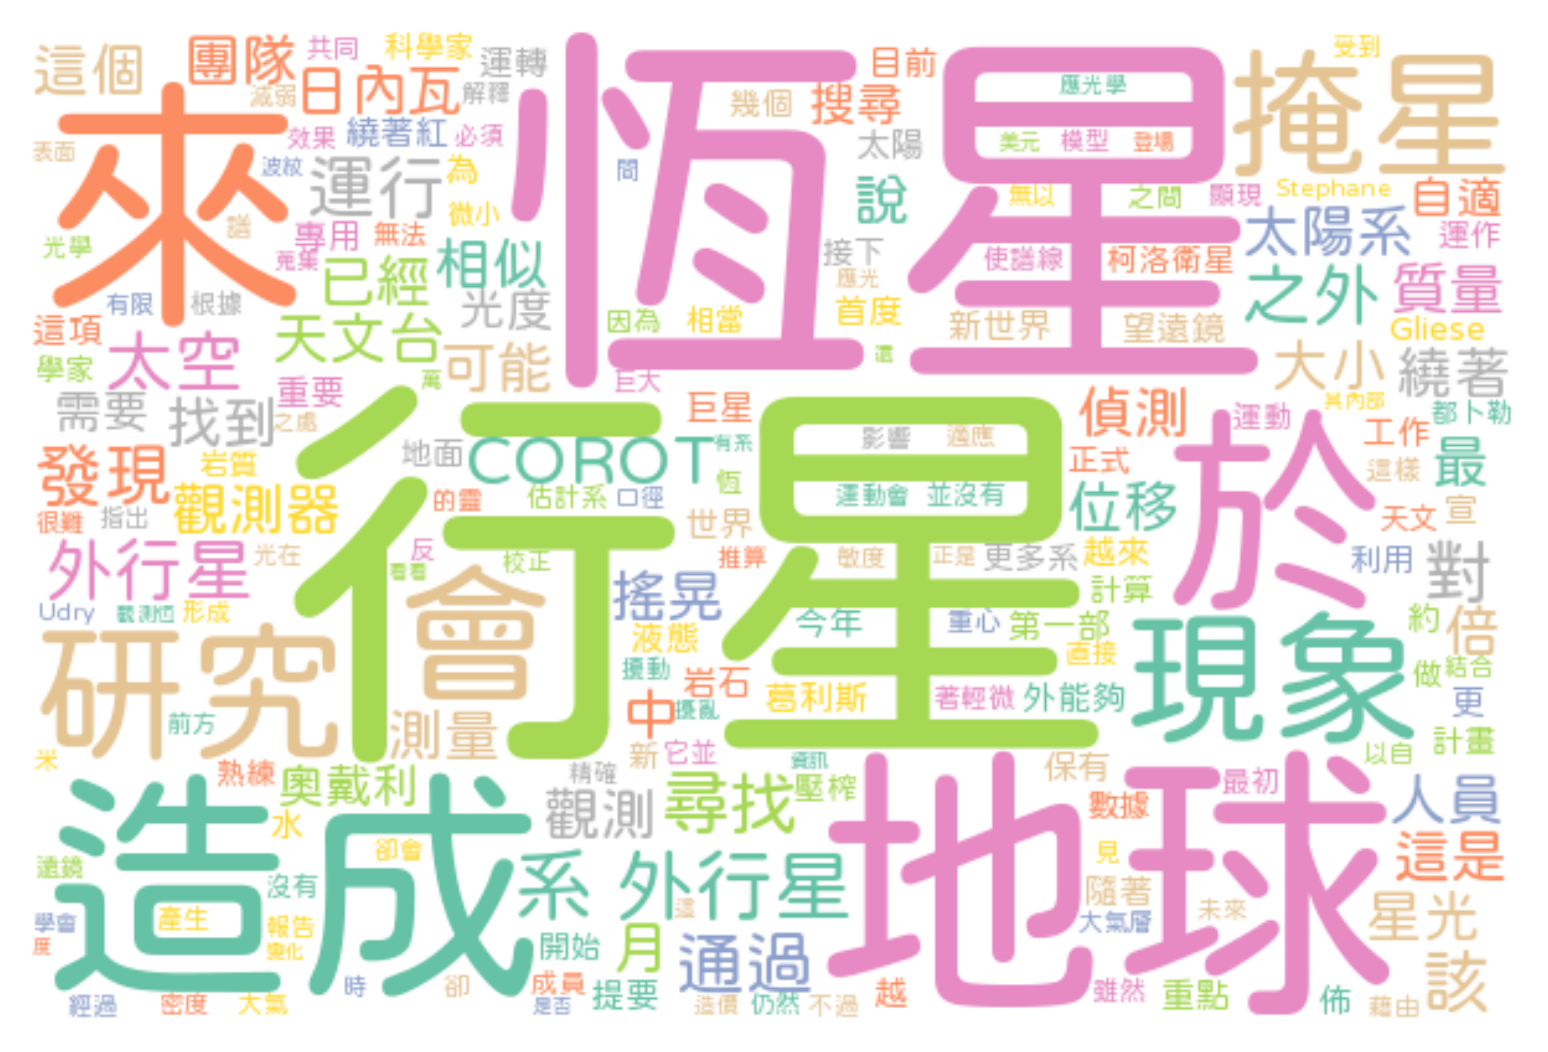 這個
團隊
共同
科學家
運轉
目前
受到
恆星
掩星
減弱
日內瓦
解釋
幾個
搜尋
應光學
來
效果
繞著紅
必須
太陽
美元
模型
登場
表面
波紋
運行
為
間
說
無以
之間
顯現
Stephane
自適
微小
光學
譜
專用
無法
接下
太陽系
運作
蒐集
已經
相似
使譜線
柯洛衛星
應光
之外
質量
有限
根據
光度
因為
相當
首度
新世界
望遠鏡
Gliese
這項
天文台
太空
可能
還
大小
繞著
學家
萬
巨大
重要
行星
需要
找到
之處
巨星
偵測
運動
其內部
都卜勒
於
地面
COROT
有系
影響
適應
工作
發現
岩質
恆
正式
這樣
最
觀測器
的靈
估計系
口徑
運動會
並沒有
位移
很難
指出
世界
天文
宣
外行星
光在
反
校正
推算
敏度
正是
更多系
越來
利用
對
看看
搖晃
計算
Udry
觀測恆
形成
會
今年
重心
第一部
約
倍
研究
液態
直接
現象
擾動
岩石
做
結合
中
擾亂
葛利斯
著輕微
外能夠
更
前方
測量
新
它並
計畫
米
資訊
保有
以自
熟練
奧戴利
精確
尋找
壓榨
地球
最初
造成
觀測
數據
人員
水
卻會
見
這是
遠鏡
沒有
系外行星
隨著
產生
這
未來
星光
學會
報告
大氣層
度
變化
開始
月
通過
該
經過
密度
大氣
時
卻
成員
是否
提要
造價
仍然
不過
越
雖然
重點
佈
藉由